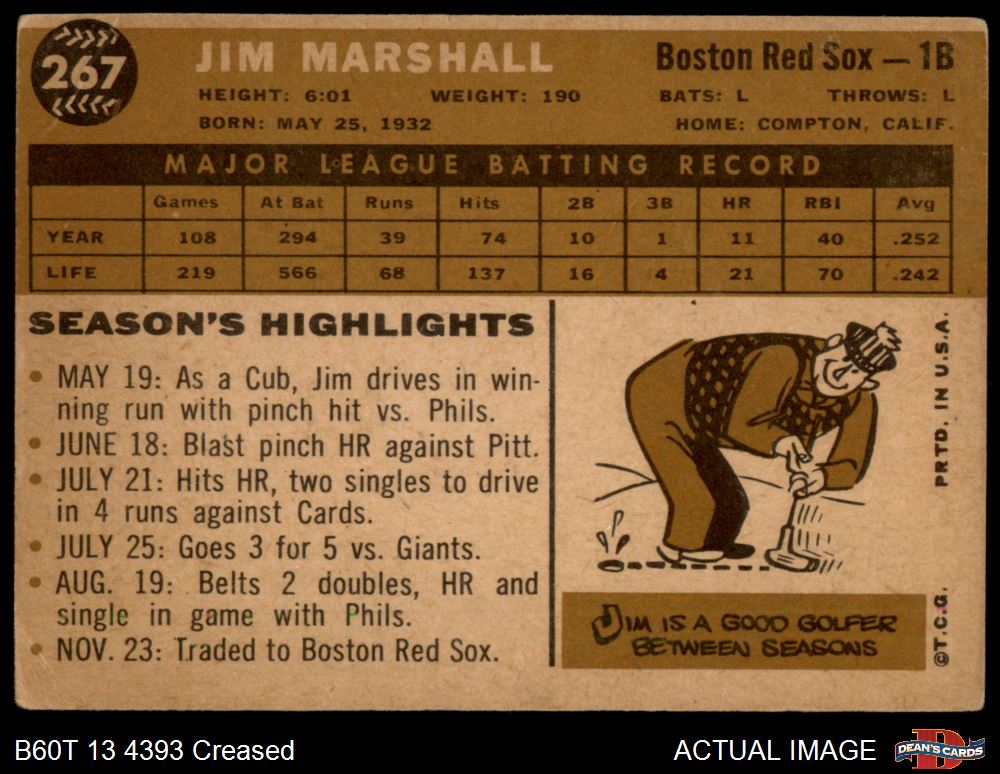 267
JIM MARSHALL
Boston Red Sox — 1B
HEIGHT: 6:01 WEIGHT: 190 BATS: L THROWS: L
BORN: MAY 25, 1932 HOME: COMPTON, CALIF.
MAJOR LEAGUE BATTING RECORD
Games At Bat Runs Hits 2B 3B HR RBI Avg
YEAR 108 294 39 74 10 1 11 40 .252
LIFE 219 566 68 137 16 4 21 70 .242
SEASON'S HIGHLIGHTS
• MAY 19: As a Cub, Jim drives in win-
ning run with pinch hit vs. Phils.
• JUNE 18: Blast pinch HR against Pitt.
• JULY 21: Hits HR, two singles to drive
in 4 runs against Cards.
• JULY 25: Goes 3 for 5 vs. Giants.
• AUG. 19: Belts 2 doubles, HR and
single in game with Phils.
• NOV. 23: Traded to Boston Red Sox.
JIM IS A GOOD GOLFER
BETWEEN SEASONS
©T.C.G. PRTD. IN U.S.A.
B60T 13 4393 Creased
ACTUAL IMAGE
D
DEAN'S CARDS